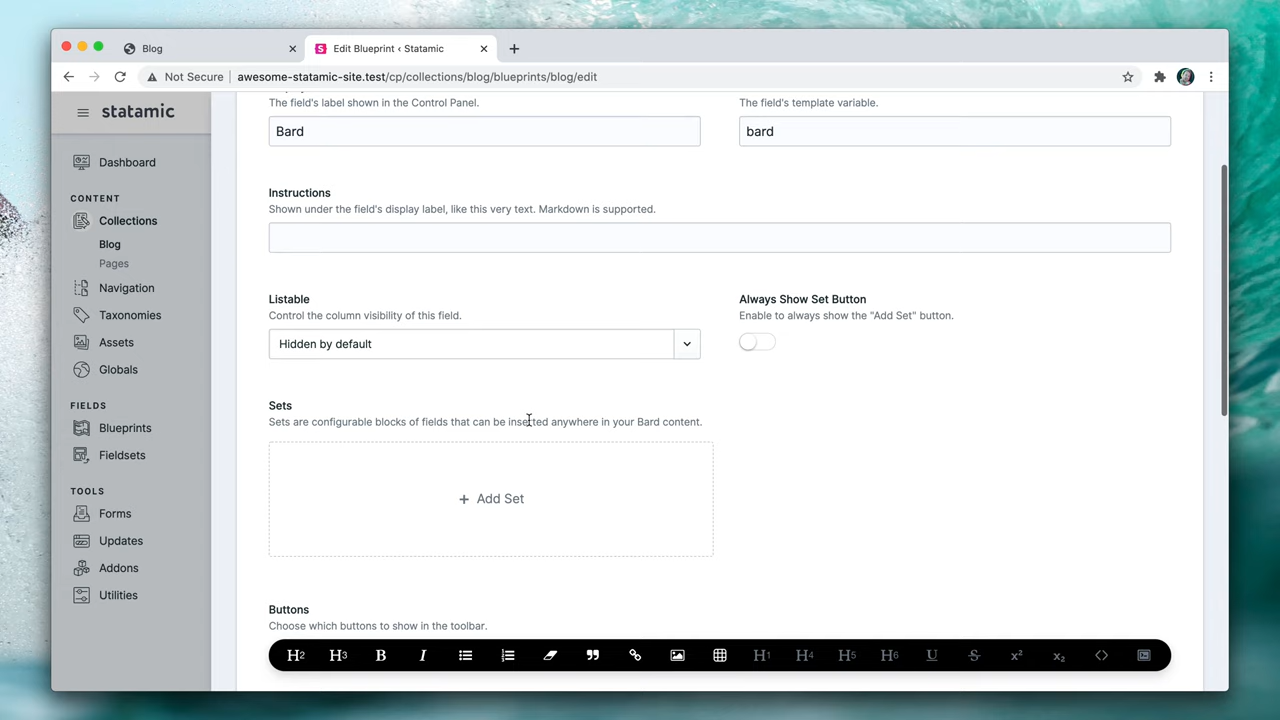 Blog
Edit Blueprint ‹ Statamic
Not Secure
awesome-statamic-site.test/cp/collections/blog/blueprints/blog/edit
statamic
Dashboard
CONTENT
Collections
Blog
Pages
Navigation
Taxonomies
Assets
Globals
FIELDS
Blueprints
Fieldsets
TOOLS
Forms
Updates
Addons
Utilities
The field's label shown in the Control Panel.
The field's template variable.
Bard
bard
Instructions
Shown under the field's display label, like this very text. Markdown is supported.
Listable
Control the column visibility of this field.
Hidden by default
Always Show Set Button
Enable to always show the "Add Set" button.
Sets
Sets are configurable blocks of fields that can be inserted anywhere in your Bard content.
+ Add Set
Buttons
Choose which buttons to show in the toolbar.
H2 H3 B I H1 H4 H5 H6 U S x² x₂ <>